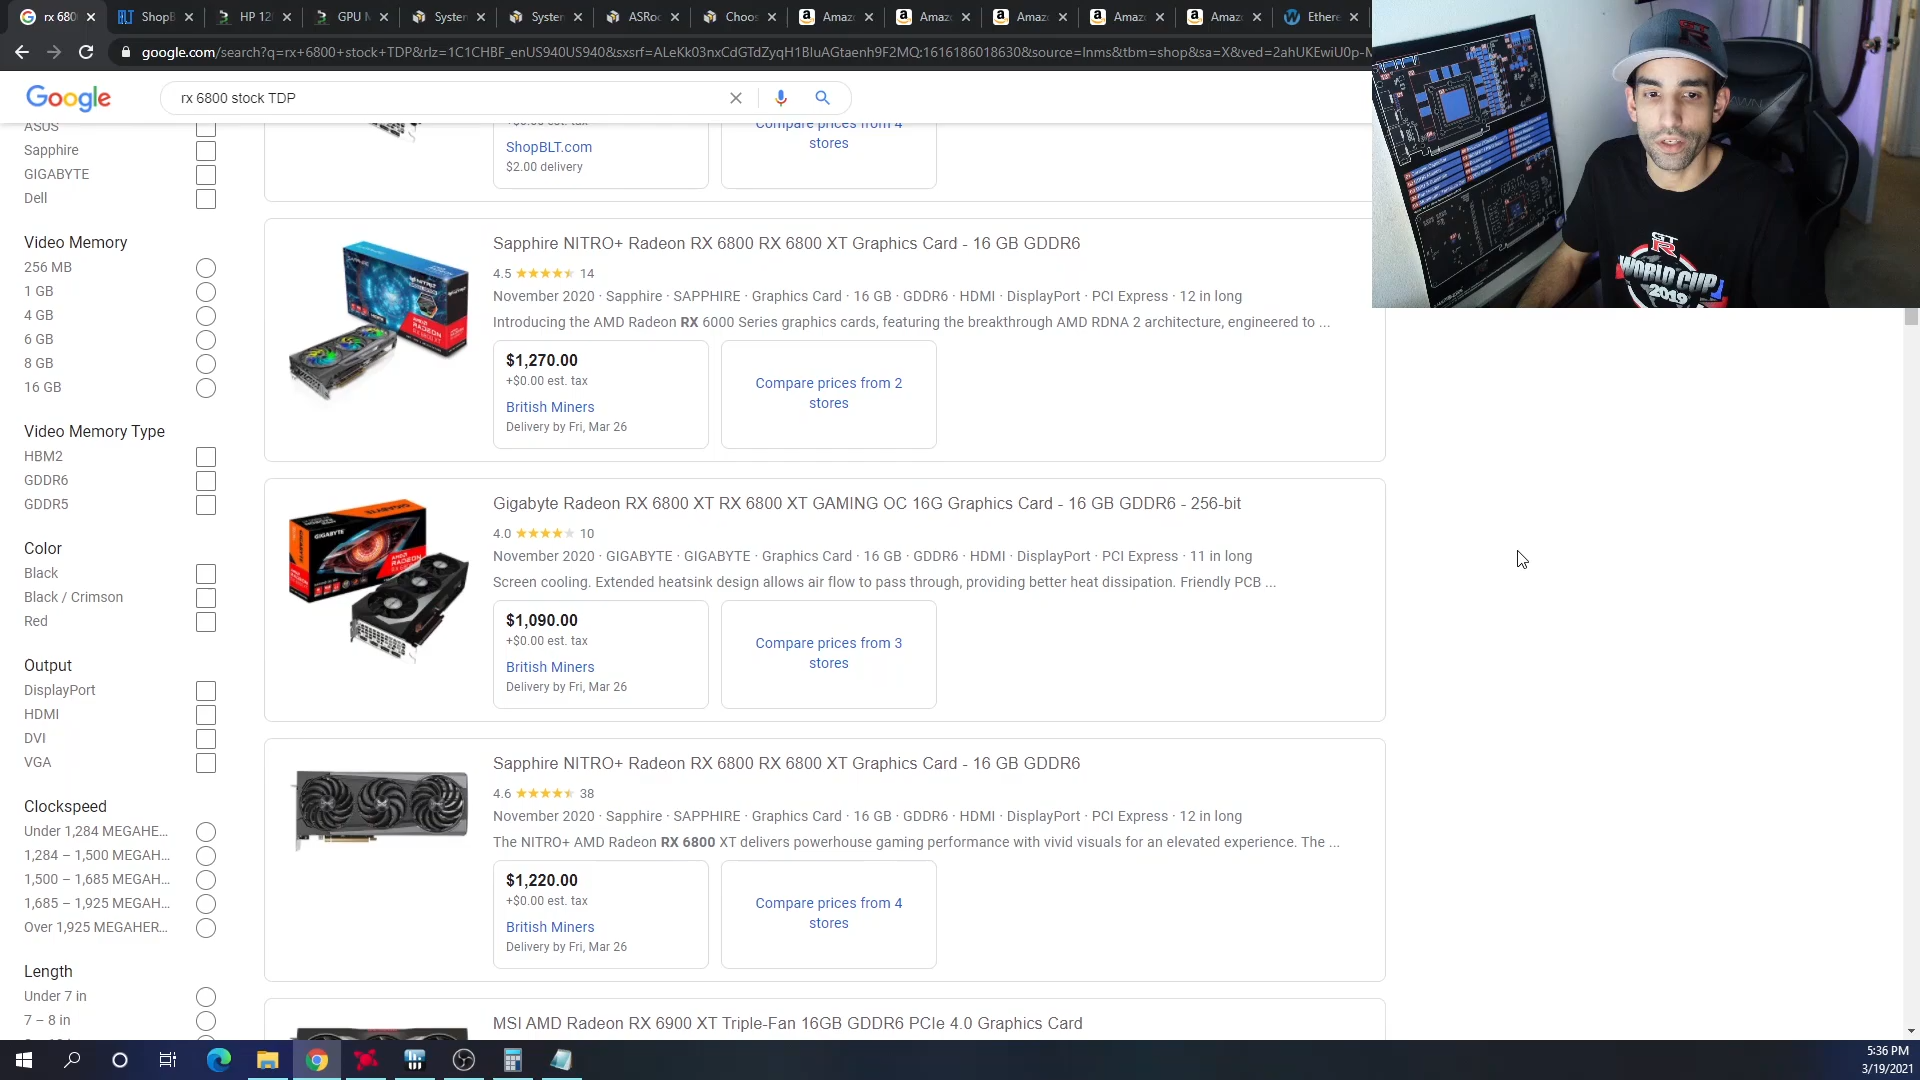 rx 680
ShopB
HP 12
GPU M
System
System
ASRo
Choos
Amaz
Amaz
Amaz
Amaz
Amaz
Ethere
google.com/search?q=rx+6800+stock+TDP&rlz=1C1CHBF_enUS940US940&sxsrf=ALeKk03nxCdGTdZyqH1BluAGtaenh9F2MQ:1616186018630&source=lnms&tbm=shop&sa=X&ved=2ahUKEwiU0p-
Google
rx 6800 stock TDP
ASUS
Sapphire
GIGABYTE
Dell
Video Memory
256 MB
1 GB
4 GB
6 GB
8 GB
16 GB
Video Memory Type
HBM2
GDDR6
GDDR5
Color
Black
Black / Crimson
Red
Output
DisplayPort
HDMI
DVI
VGA
Clockspeed
Under 1,284 MEGAHE...
1,284 – 1,500 MEGAH...
1,500 – 1,685 MEGAH...
1,685 – 1,925 MEGAH...
Over 1,925 MEGAHER...
Length
Under 7 in
7 – 8 in
+$0.00 est. tax
ShopBLT.com
$2.00 delivery
Compare prices from 4
stores
Sapphire NITRO+ Radeon RX 6800 RX 6800 XT Graphics Card - 16 GB GDDR6
4.5 ★★★★★ 14
November 2020 · Sapphire · SAPPHIRE · Graphics Card · 16 GB · GDDR6 · HDMI · DisplayPort · PCI Express · 12 in long
Introducing the AMD Radeon RX 6000 Series graphics cards, featuring the breakthrough AMD RDNA 2 architecture, engineered to ...
$1,270.00
+$0.00 est. tax
British Miners
Delivery by Fri, Mar 26
Compare prices from 2
stores
Gigabyte Radeon RX 6800 XT RX 6800 XT GAMING OC 16G Graphics Card - 16 GB GDDR6 - 256-bit
4.0 ★★★★★ 10
November 2020 · GIGABYTE · GIGABYTE · Graphics Card · 16 GB · GDDR6 · HDMI · DisplayPort · PCI Express · 11 in long
Screen cooling. Extended heatsink design allows air flow to pass through, providing better heat dissipation. Friendly PCB ...
$1,090.00
+$0.00 est. tax
British Miners
Delivery by Fri, Mar 26
Compare prices from 3
stores
Sapphire NITRO+ Radeon RX 6800 RX 6800 XT Graphics Card - 16 GB GDDR6
4.6 ★★★★★ 38
November 2020 · Sapphire · SAPPHIRE · Graphics Card · 16 GB · GDDR6 · HDMI · DisplayPort · PCI Express · 12 in long
The NITRO+ AMD Radeon RX 6800 XT delivers powerhouse gaming performance with vivid visuals for an elevated experience. The ...
$1,220.00
+$0.00 est. tax
British Miners
Delivery by Fri, Mar 26
Compare prices from 4
stores
MSI AMD Radeon RX 6900 XT Triple-Fan 16GB GDDR6 PCIe 4.0 Graphics Card
GIGABYTE
GT
R
WORLD CUP
2019
5:36 PM
3/19/2021